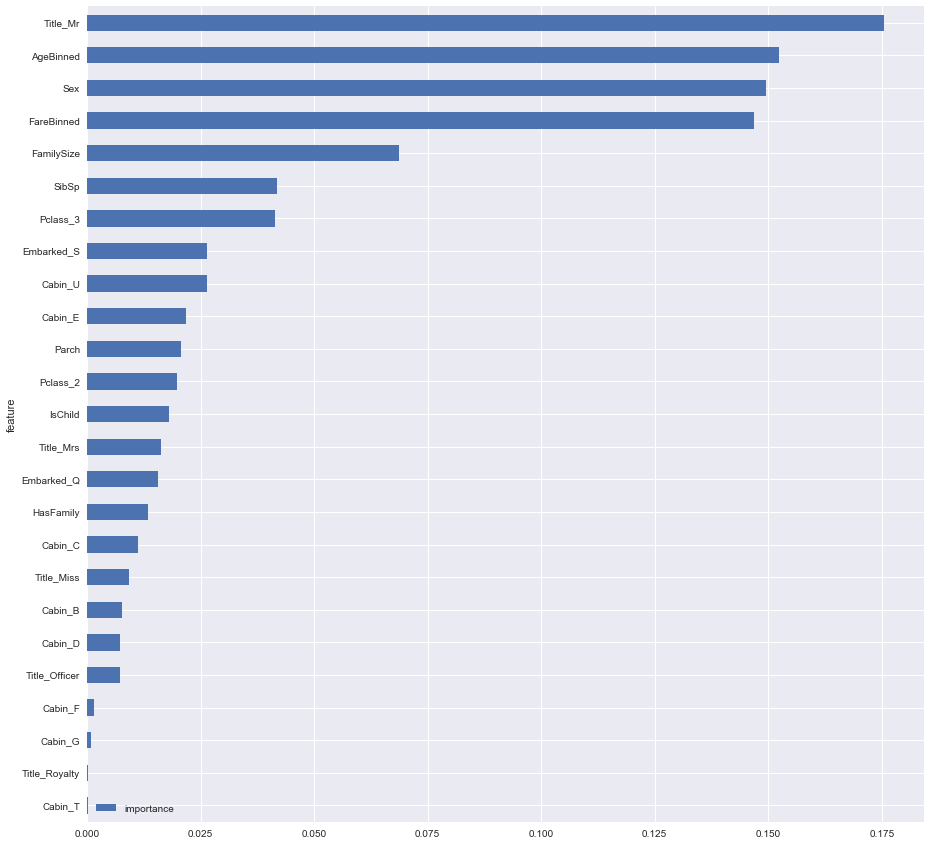 Title_Mr
AgeBinned
Sex
FareBinned
FamilySize
SibSp
Pclass_3
Embarked_S
Cabin_U
Cabin_E
Parch
Pclass_2
IsChild
Title_Mrs
Embarked_Q
HasFamily
Cabin_C
Title_Miss
Cabin_B
Cabin_D
Title_Officer
Cabin_F
Cabin_G
Title_Royalty
Cabin_T
feature
importance
0.000 0.025 0.050 0.075 0.100 0.125 0.150 0.175